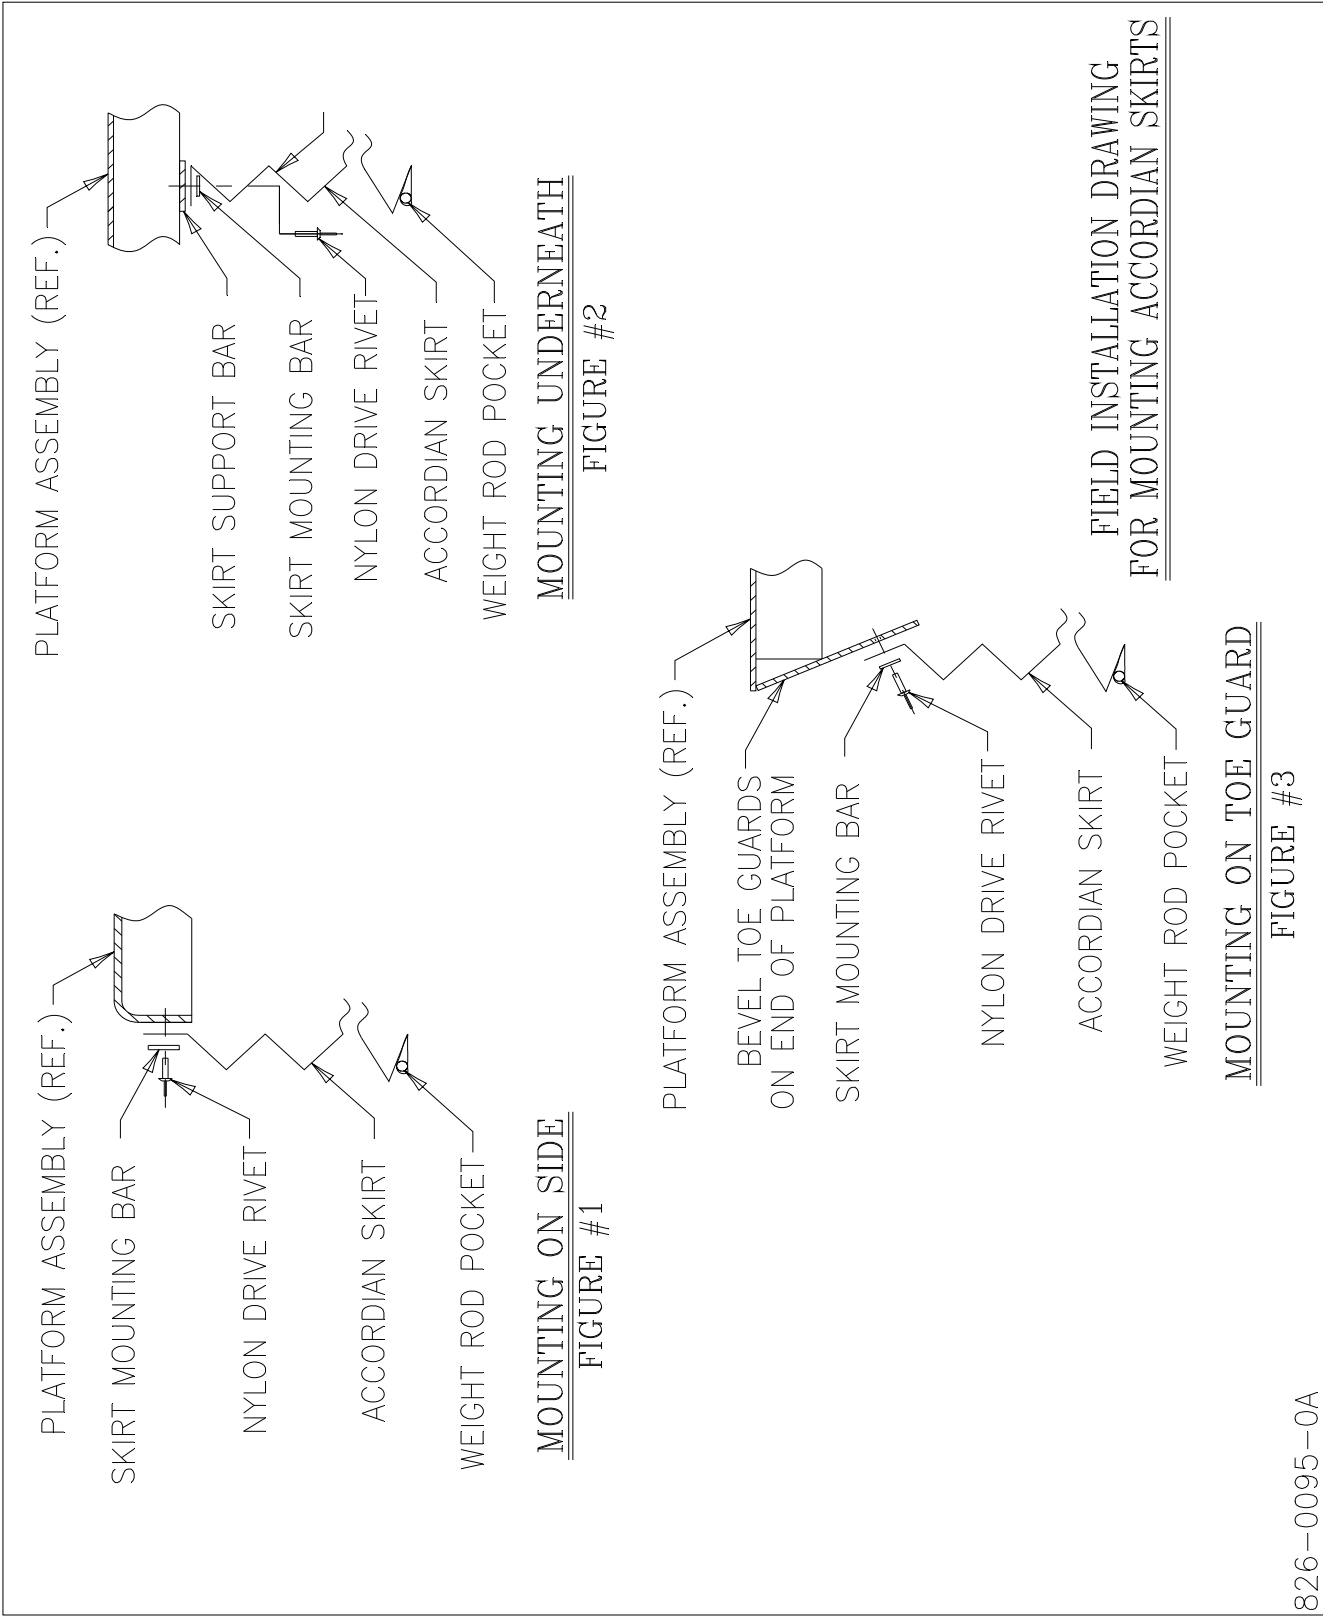 PLATFORM ASSEMBLY (REF.)
SKIRT MOUNTING BAR
NYLON DRIVE RIVET
ACCORDIAN SKIRT
WEIGHT ROD POCKET
MOUNTING ON SIDE
FIGURE #1
PLATFORM ASSEMBLY (REF.)
SKIRT SUPPORT BAR
SKIRT MOUNTING BAR
NYLON DRIVE RIVET
ACCORDIAN SKIRT
WEIGHT ROD POCKET
MOUNTING UNDERNEATH
FIGURE #2
PLATFORM ASSEMBLY (REF.)
BEVEL TOE GUARDS
ON END OF PLATFORM
SKIRT MOUNTING BAR
NYLON DRIVE RIVET
ACCORDIAN SKIRT
WEIGHT ROD POCKET
MOUNTING ON TOE GUARD
FIGURE #3
FIELD INSTALLATION DRAWING
FOR MOUNTING ACCORDIAN SKIRTS
826-0095-0A